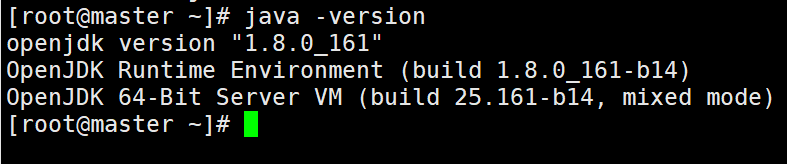 [root@master ~]# java -version
openjdk version "1.8.0_161"
OpenJDK Runtime Environment (build 1.8.0_161-b14)
OpenJDK 64-Bit Server VM (build 25.161-b14, mixed mode)
[root@master ~]#